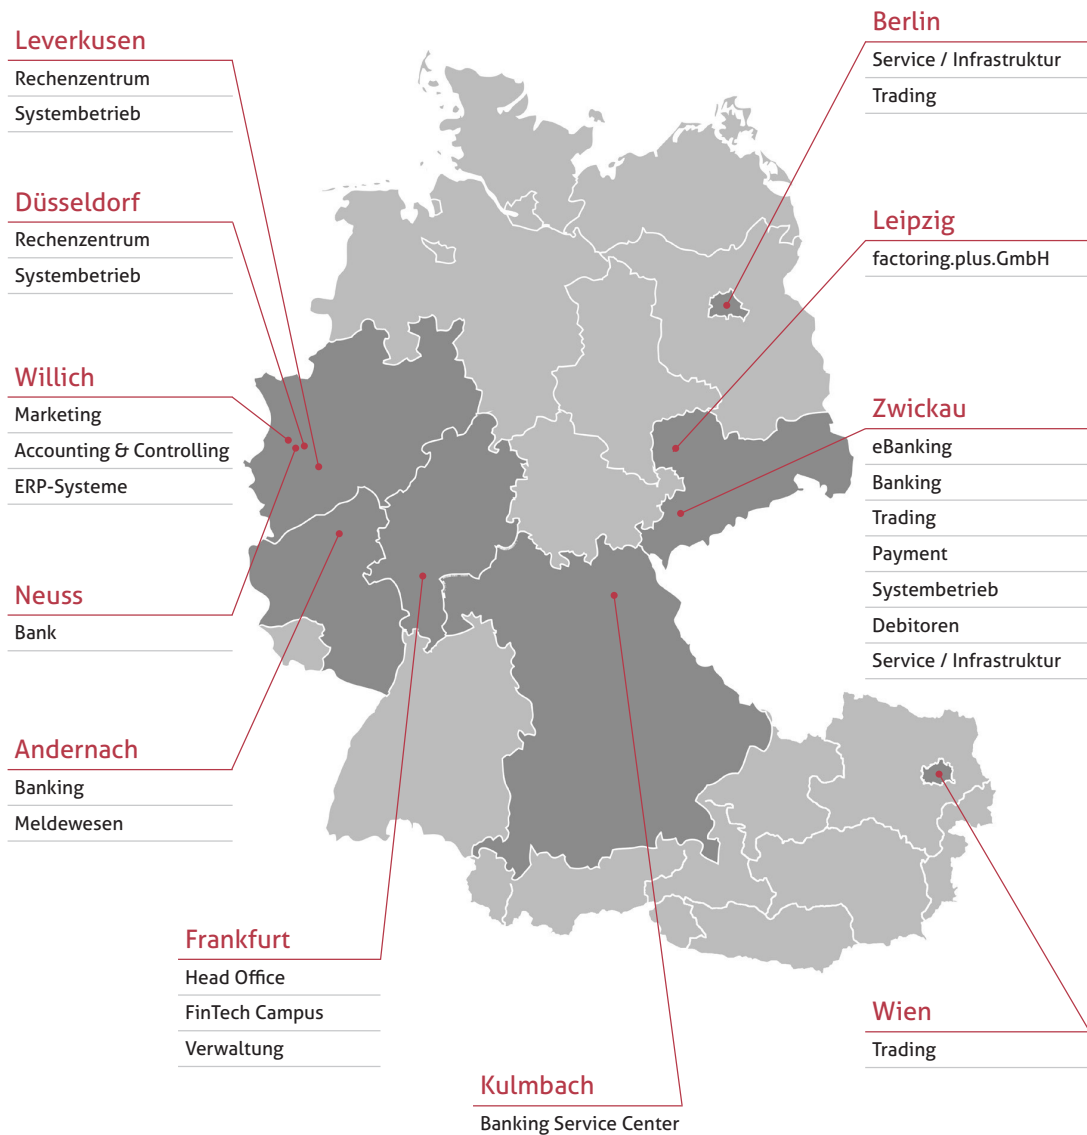 Leverkusen
Rechenzentrum
Systembetrieb
Düsseldorf
Rechenzentrum
Systembetrieb
Willich
Marketing
Accounting & Controlling
ERP-Systeme
Neuss
Bank
Andernach
Banking
Meldewesen
Frankfurt
Head Office
FinTech Campus
Verwaltung
Kulmbach
Banking Service Center
Berlin
Service / Infrastruktur
Trading
Leipzig
factoring.plus.GmbH
Zwickau
eBanking
Banking
Trading
Payment
Systembetrieb
Debitoren
Service / Infrastruktur
Wien
Trading